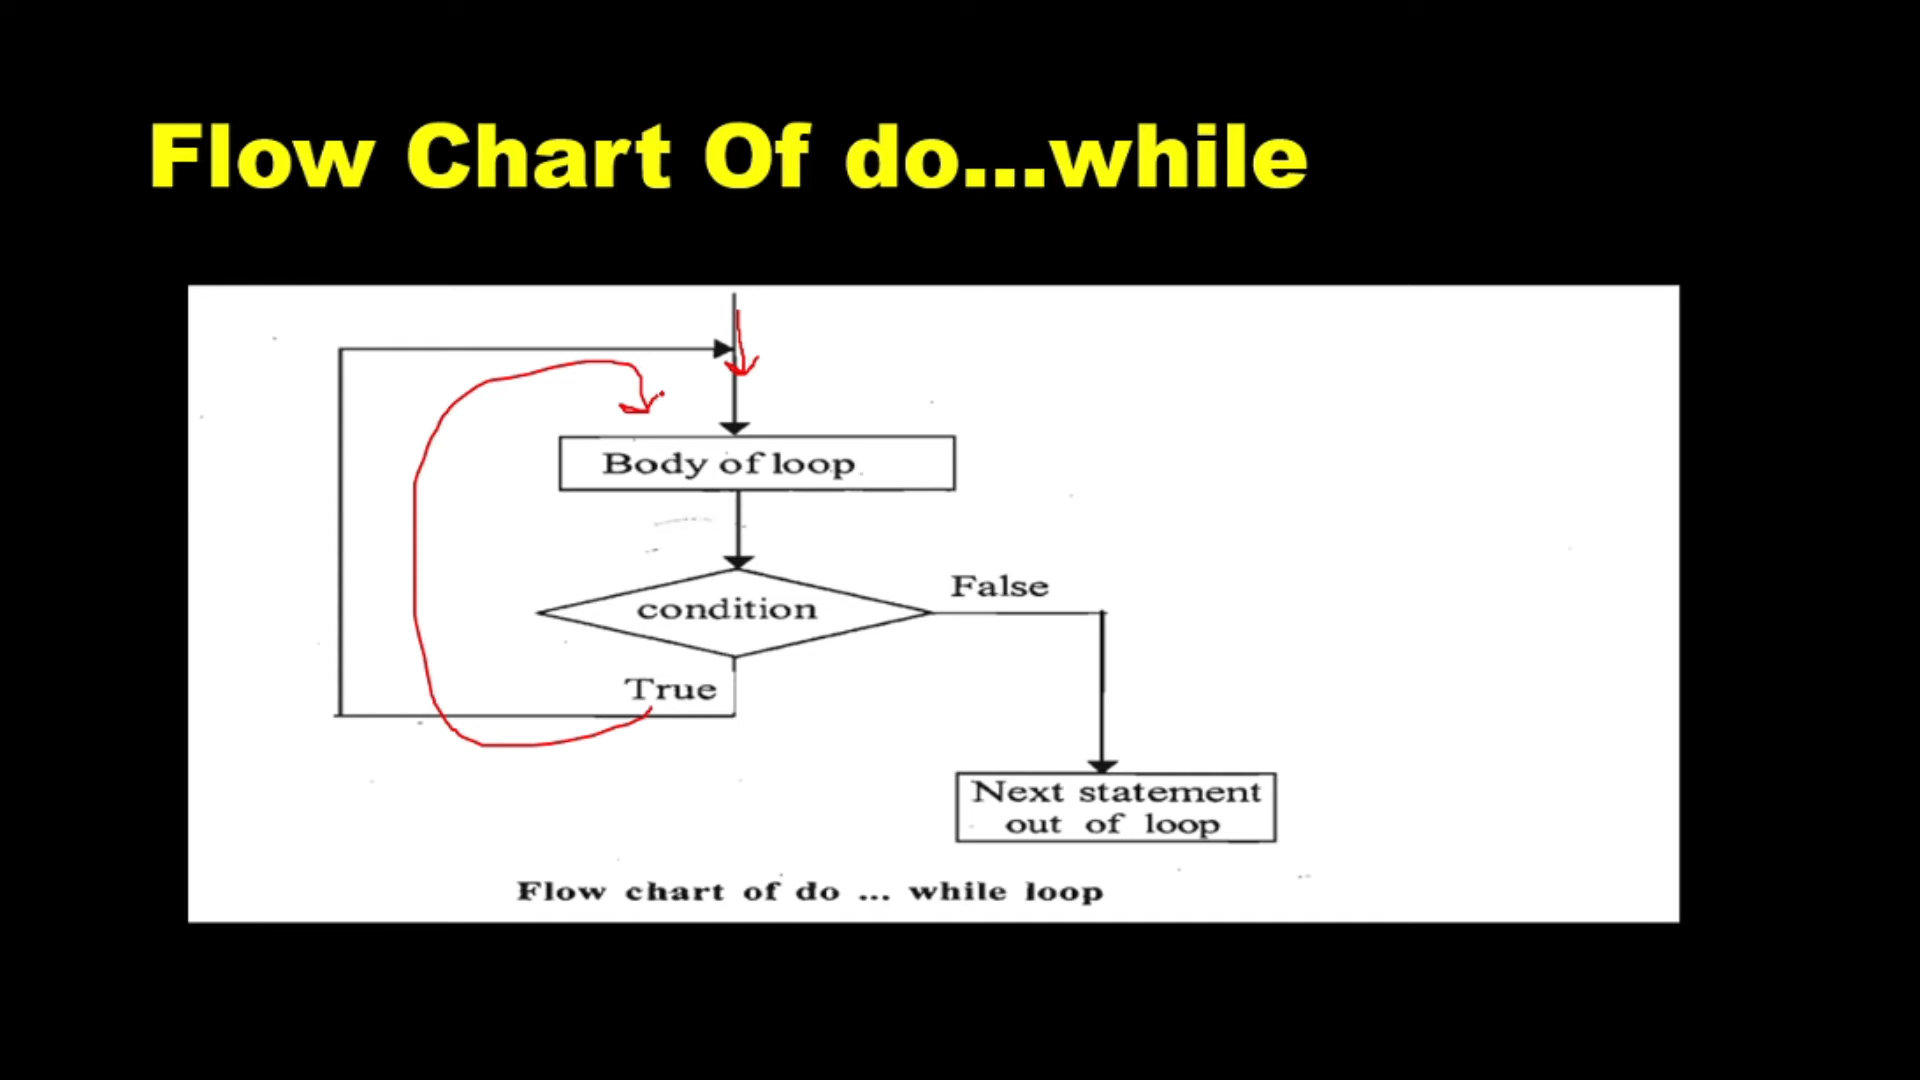 Flow Chart Of do...while
Body of loop
condition
False
True
Next statement
out of loop
Flow chart of do ... while loop